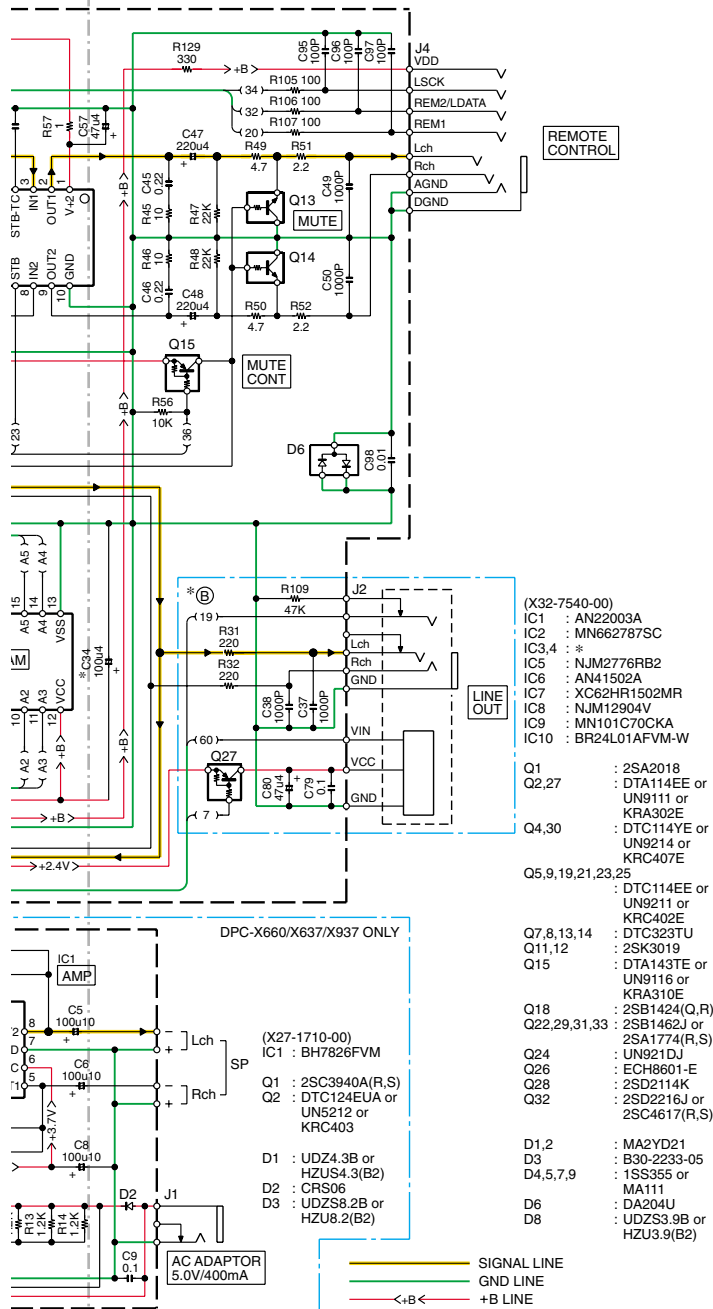 R129
330
+B
C95
100P
C96
100P
C97
100P
J4
VDD
34
R105 100
LSCK
32
R106 100
REM2/LDATA
20
R107 100
REM1
REMOTE
CONTROL
R57
1
C57
47u4
+
C47
220u4
+
R49
4.7
R51
2.2
Lch
Rch
AGND
DGND
STB-TC
3
IN1
2
OUT1
1
V+2
C45
0.22
R45
10
R47
22K
Q13
MUTE
C49
1000P
+B
R46
10
R48
22K
Q14
C46
0.22
C50
1000P
STB
IN2
8
OUT2
9
GND
10
C48
220u4
+
R50
4.7
R52
2.2
Q15
MUTE
CONT
R56
10K
+B
23
36
D6
C98
0.01
A5
A4
15
14
13
A5
A4
VSS
AM
*C34
100u4
+
A2
A3
VCC
10
11
12
A2
A3
+B
+B
+B
+2.4V
*Ⓑ
R109
47K
J2
19
R31
220
Lch
R32
220
Rch
GND
C38
1000P
C37
1000P
LINE
OUT
60
VIN
Q27
VCC
C80
47u4
+
C79
0.1
7
GND
(X32-7540-00)
IC1 : AN22003A
IC2 : MN662787SC
IC3,4 : *
IC5 : NJM2776RB2
IC6 : AN41502A
IC7 : XC62HR1502MR
IC8 : NJM12904V
IC9 : MN101C70CKA
IC10 : BR24L01AFVM-W
Q1 : 2SA2018
Q2,27 : DTA114EE or
UN9111 or
KRA302E
Q4,30 : DTC114YE or
UN9214 or
KRC407E
Q5,9,19,21,23,25
: DTC114EE or
UN9211 or
KRC402E
Q7,8,13,14 : DTC323TU
Q11,12 : 2SK3019
Q15 : DTA143TE or
UN9116 or
KRA310E
Q18 : 2SB1424(Q,R)
Q22,29,31,33 : 2SB1462J or
2SA1774(R,S)
Q24 : UN921DJ
Q26 : ECH8601-E
Q28 : 2SD2114K
Q32 : 2SD2216J or
2SC4617(R,S)
D1,2 : MA2YD21
D3 : B30-2233-05
D4,5,7,9 : 1SS355 or
MA111
D6 : DA204U
D8 : UDZS3.9B or
HZU3.9(B2)
DPC-X660/X637/X937 ONLY
IC1
AMP
8
7
6
5
C5
100u10
+
C6
100u10
+
+3.7V
C8
100u10
+
−
+
Lch
−
+
Rch
SP
(X27-1710-00)
IC1 : BH7826FVM
Q1 : 2SC3940A(R,S)
Q2 : DTC124EUA or
UN5212 or
KRC403
D1 : UDZ4.3B or
HZUS4.3(B2)
D2 : CRS06
D3 : UDZS8.2B or
HZU8.2(B2)
R13
1.2K
R14
1.2K
D2
J1
C9
0.1
AC ADAPTOR
5.0V/400mA
SIGNAL LINE
GND LINE
+B
+B LINE